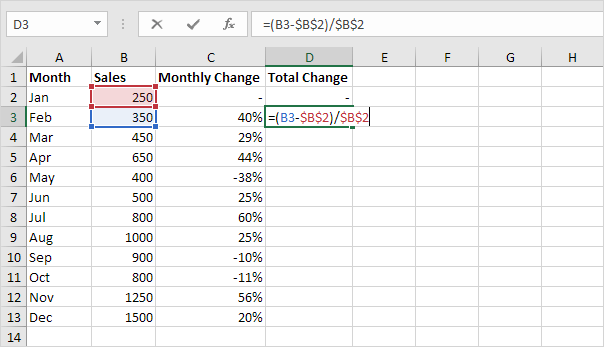 D3 fx =(B3-$B$2)/$B$2
A B C D E F G H
1 Month Sales Monthly Change Total Change
2 Jan 250 - -
3 Feb 350 40% =(B3-$B$2)/$B$2
4 Mar 450 29%
5 Apr 650 44%
6 May 400 -38%
7 Jun 500 25%
8 Jul 800 60%
9 Aug 1000 25%
10 Sep 900 -10%
11 Oct 800 -11%
12 Nov 1250 56%
13 Dec 1500 20%
14